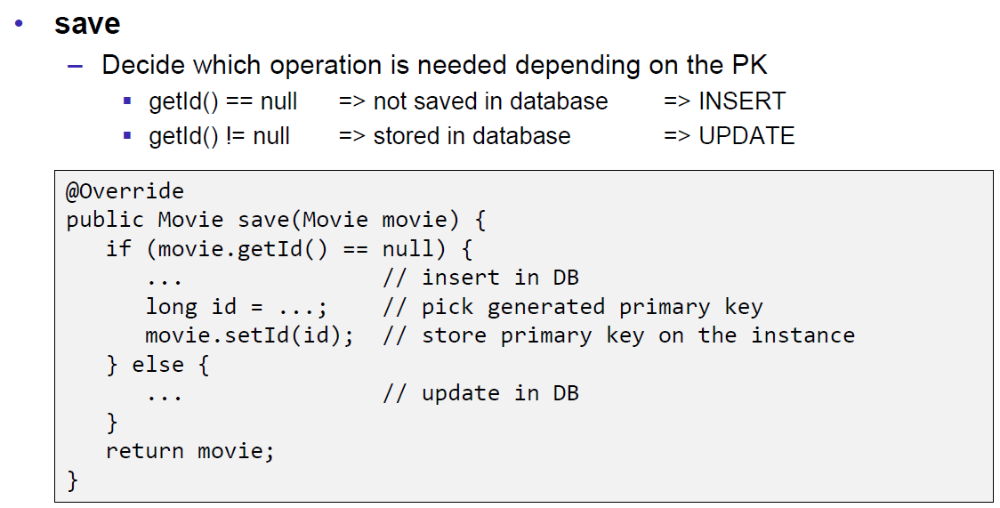 • save
– Decide which operation is needed depending on the PK
▪ getId() == null => not saved in database => INSERT
▪ getId() != null => stored in database => UPDATE
@Override
public Movie save(Movie movie) {
   if (movie.getId() == null) {
      ...               // insert in DB
      long id = ...;    // pick generated primary key
      movie.setId(id);  // store primary key on the instance
   } else {
      ...               // update in DB
   }
   return movie;
}